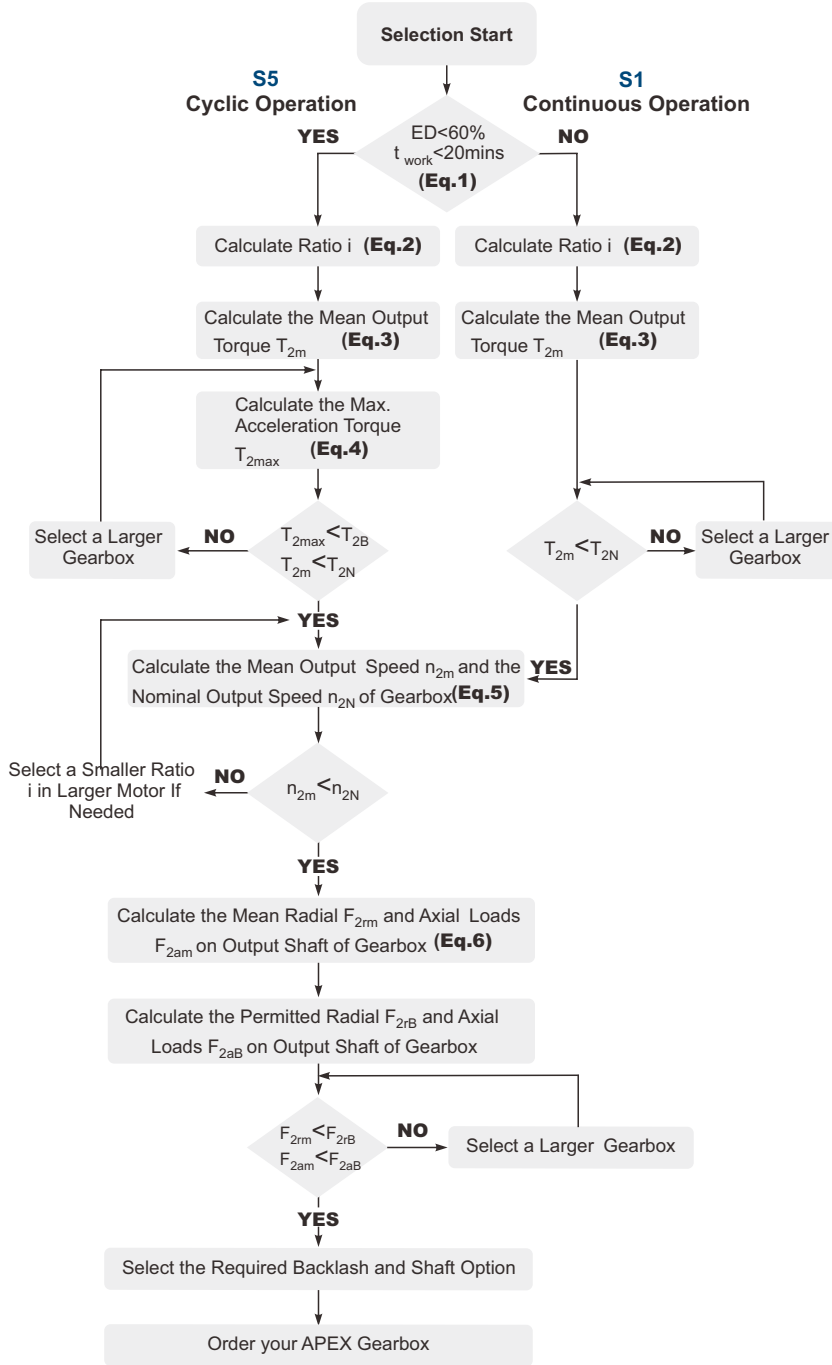 Selection Start
S5
Cyclic Operation
S1
Continuous Operation
YES
ED<60%
t work<20mins
(Eq.1)
NO
Calculate Ratio i (Eq.2)
Calculate Ratio i (Eq.2)
Calculate the Mean Output
Torque T2m (Eq.3)
Calculate the Mean Output
Torque T2m (Eq.3)
Calculate the Max.
Acceleration Torque
T2max (Eq.4)
Select a Larger
Gearbox
NO
T2max<T2B
T2m<T2N
T2m<T2N
NO
Select a Larger
Gearbox
YES
Calculate the Mean Output Speed n2m and the
Nominal Output Speed n2N of Gearbox(Eq.5)
YES
Select a Smaller Ratio
i in Larger Motor If
Needed
NO
n2m<n2N
YES
Calculate the Mean Radial F2rm and Axial Loads
F2am on Output Shaft of Gearbox (Eq.6)
Calculate the Permitted Radial F2rB and Axial
Loads F2aB on Output Shaft of Gearbox
F2rm<F2rB
F2am<F2aB
NO
Select a Larger Gearbox
YES
Select the Required Backlash and Shaft Option
Order your APEX Gearbox